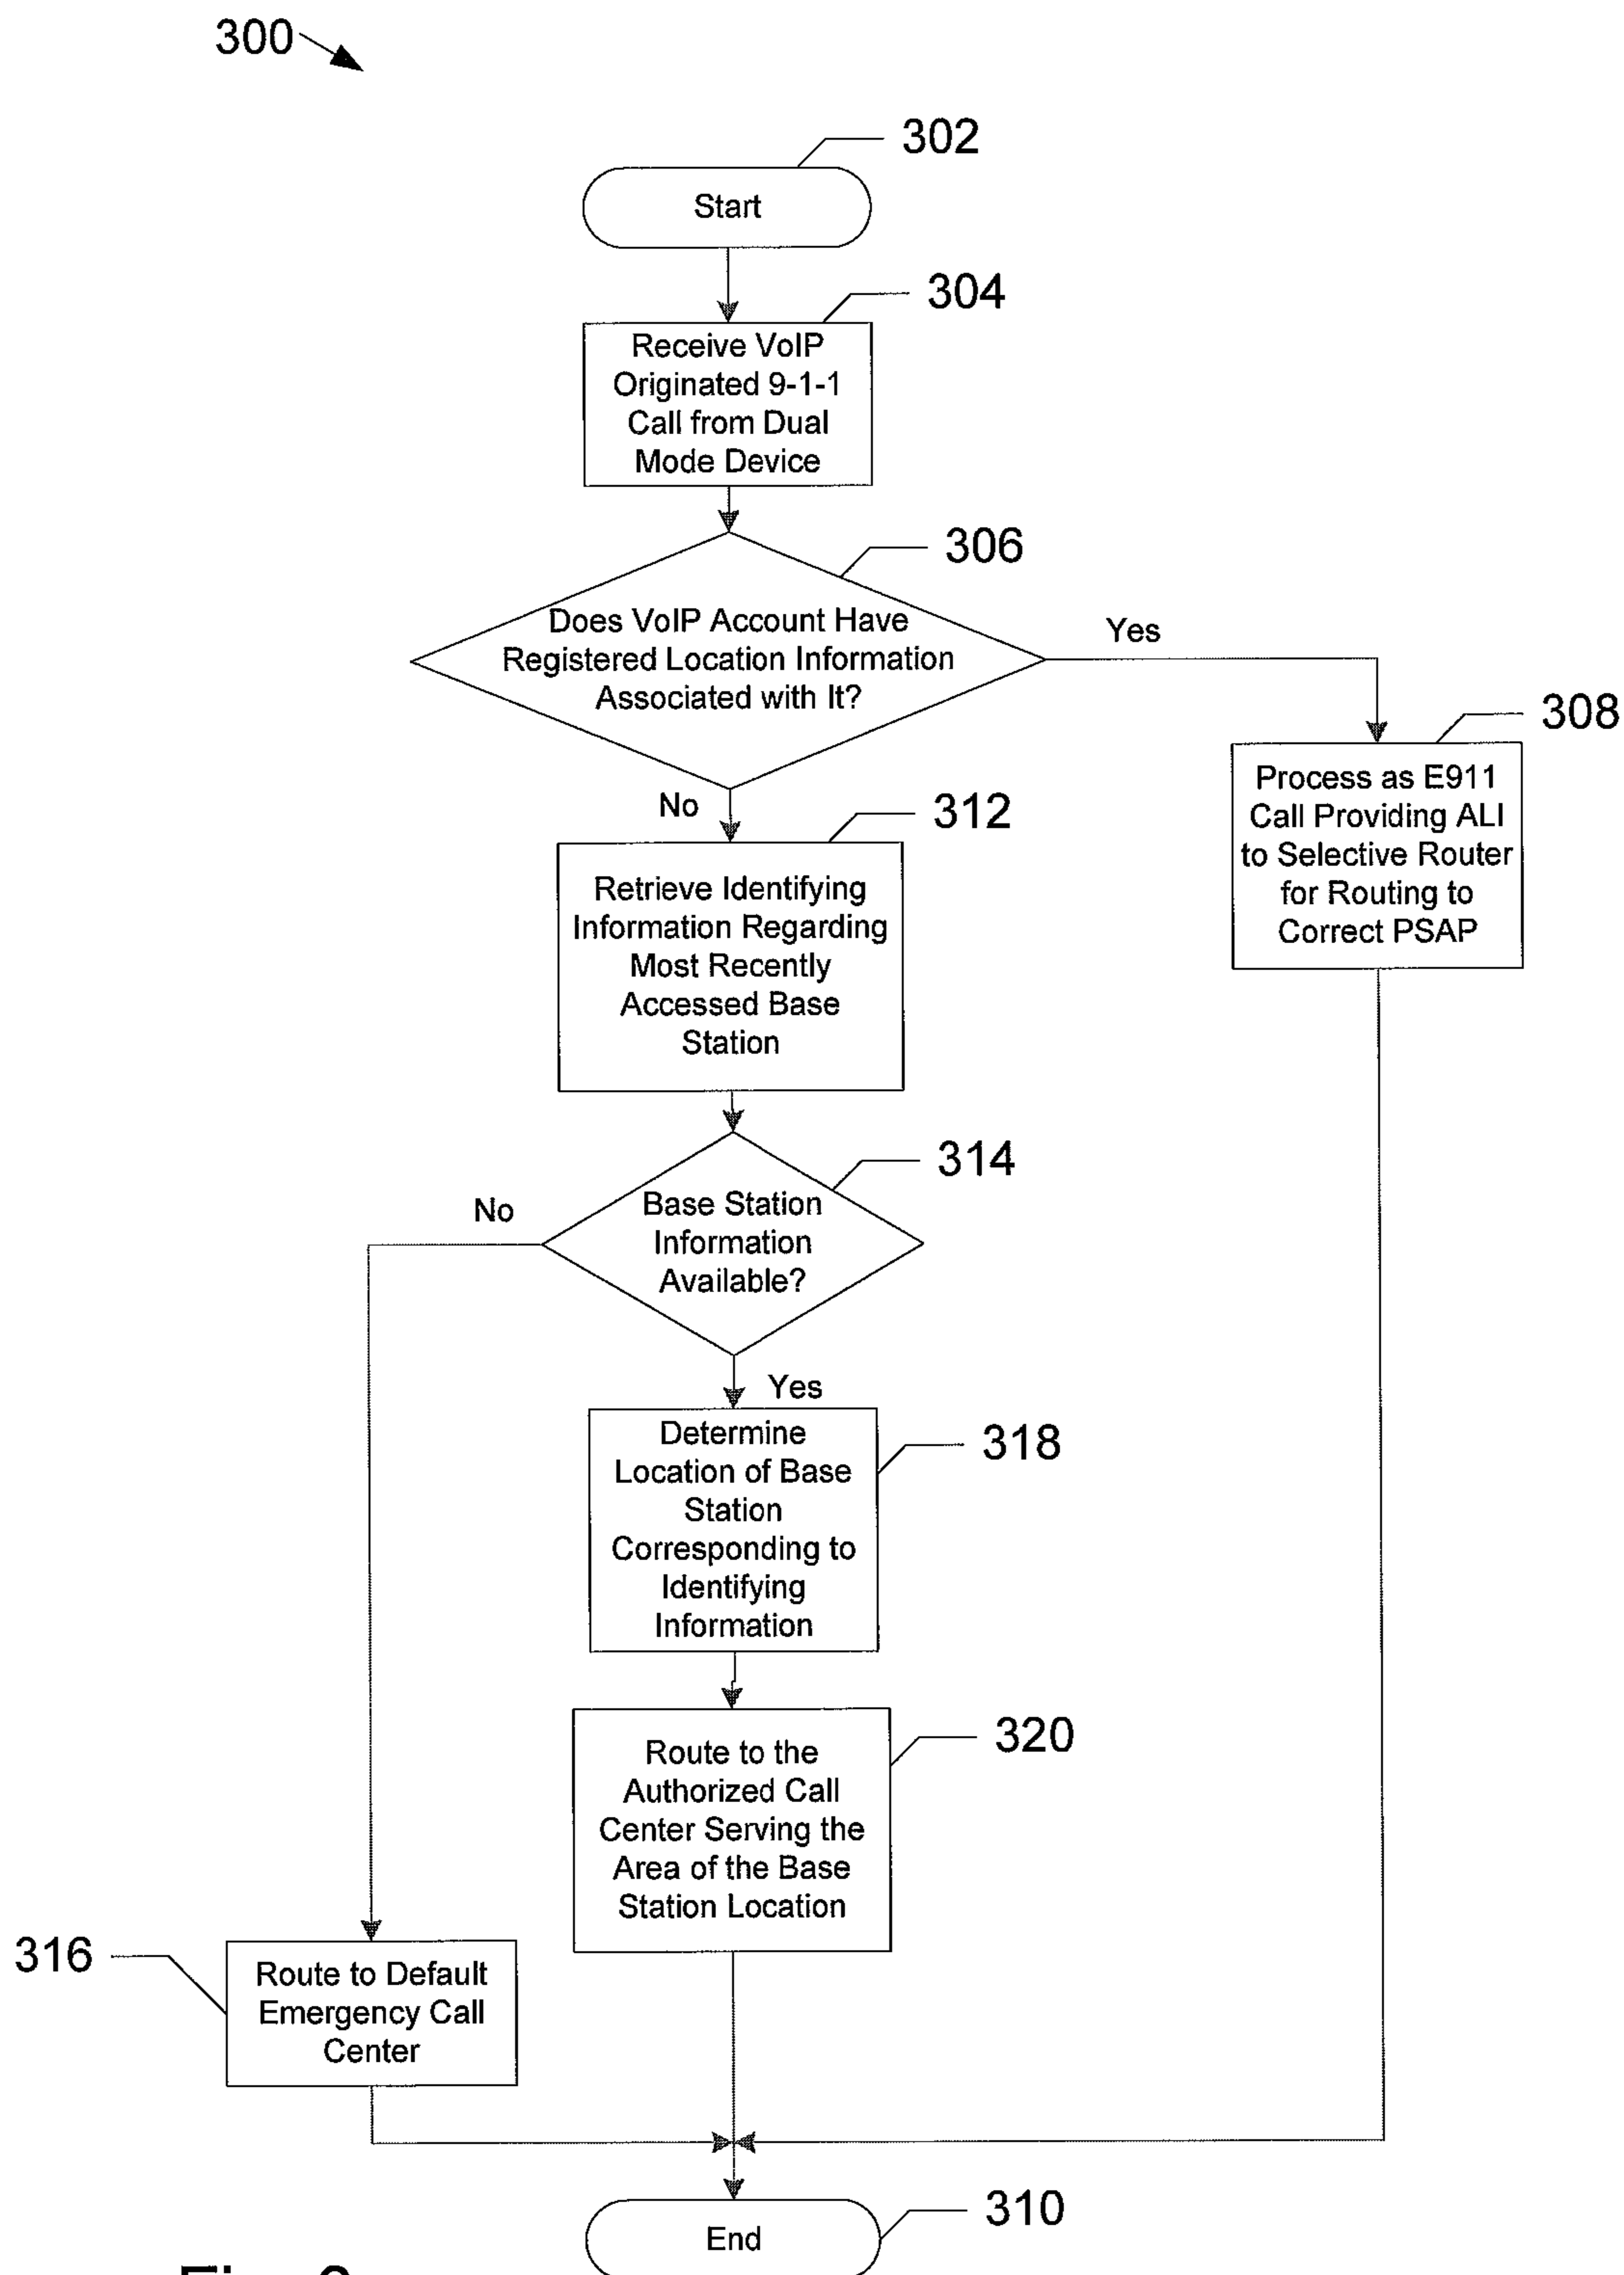 300
302
Start
304
Receive VoIP
Originated 9-1-1
Call from Dual
Mode Device
306
Does VoIP Account Have
Registered Location Information
Associated with It?
Yes
308
Process as E911
Call Providing ALI
to Selective Router
for Routing to
Correct PSAP
No
312
Retrieve Identifying
Information Regarding
Most Recently
Accessed Base
Station
314
No
Base Station
Information
Available?
Yes
318
Determine
Location of Base
Station
Corresponding to
Identifying
Information
320
Route to the
Authorized Call
Center Serving the
Area of the Base
Station Location
316
Route to Default
Emergency Call
Center
310
End